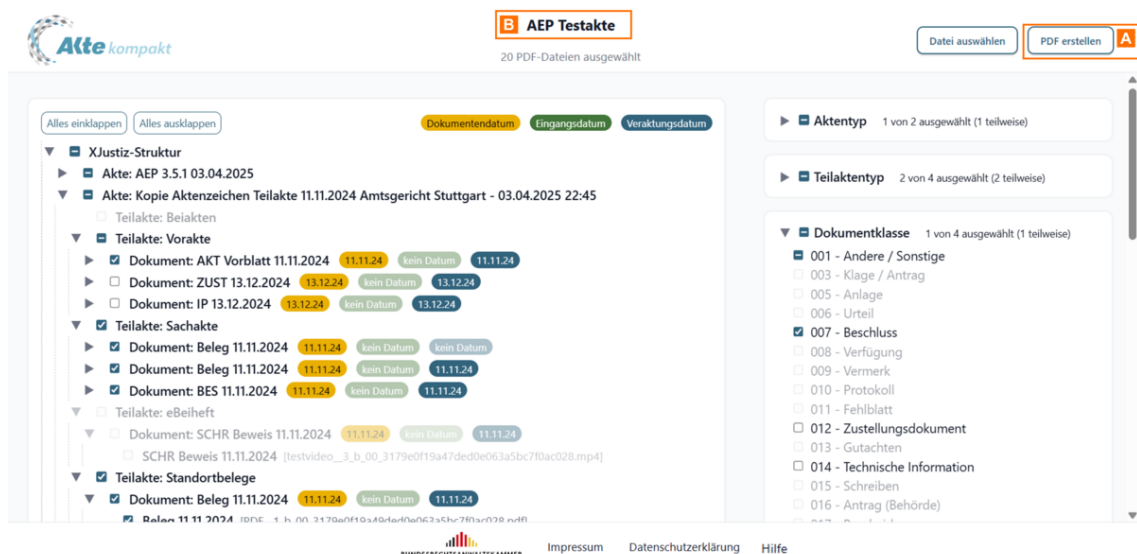 Akte kompakt
B AEP Testakte
20 PDF-Dateien ausgewählt
Datei auswählen
PDF erstellen A
Alles einklappen Alles ausklappen Dokumentendatum Eingangsdatum Veraktungsdatum
XJustiz-Struktur
Akte: AEP 3.5.1 03.04.2025
Akte: Kopie Aktenzeichen Teilakte 11.11.2024 Amtsgericht Stuttgart - 03.04.2025 22:45
Teilakte: Beiakten
Teilakte: Vorakte
Dokument: AKT Vorblatt 11.11.2024 11.11.24 kein Datum 11.11.24
Dokument: ZUST 13.12.2024 13.12.24 kein Datum 13.12.24
Dokument: IP 13.12.2024 13.12.24 kein Datum 13.12.24
Teilakte: Sachakte
Dokument: Beleg 11.11.2024 11.11.24 kein Datum kein Datum
Dokument: Beleg 11.11.2024 11.11.24 kein Datum 11.11.24
Dokument: BES 11.11.2024 11.11.24 kein Datum 11.11.24
Teilakte: eBeiheft
Dokument: SCHR Beweis 11.11.2024 11.11.24 kein Datum 11.11.24
SCHR Beweis 11.11.2024 [testvideo__3_b_00_3179e0f19a47ded0e063a5bc7f0ac028.mp4]
Teilakte: Standortbelege
Dokument: Beleg 11.11.2024 11.11.24 kein Datum 11.11.24
Beleg 11.11.2024 [PDF__1_b_00_3179e0f19a49ded0e063a5bc7f0ac028.pdf]
Aktentyp 1 von 2 ausgewählt (1 teilweise)
Teilaktentyp 2 von 4 ausgewählt (2 teilweise)
Dokumentklasse 1 von 4 ausgewählt (1 teilweise)
001 - Andere / Sonstige
003 - Klage / Antrag
005 - Anlage
006 - Urteil
007 - Beschluss
008 - Verfügung
009 - Vermerk
010 - Protokoll
011 - Fehlblatt
012 - Zustellungsdokument
013 - Gutachten
014 - Technische Information
015 - Schreiben
016 - Antrag (Behörde)
BUNDESRECHTSANWALTSKAMMER
Impressum Datenschutzerklärung Hilfe